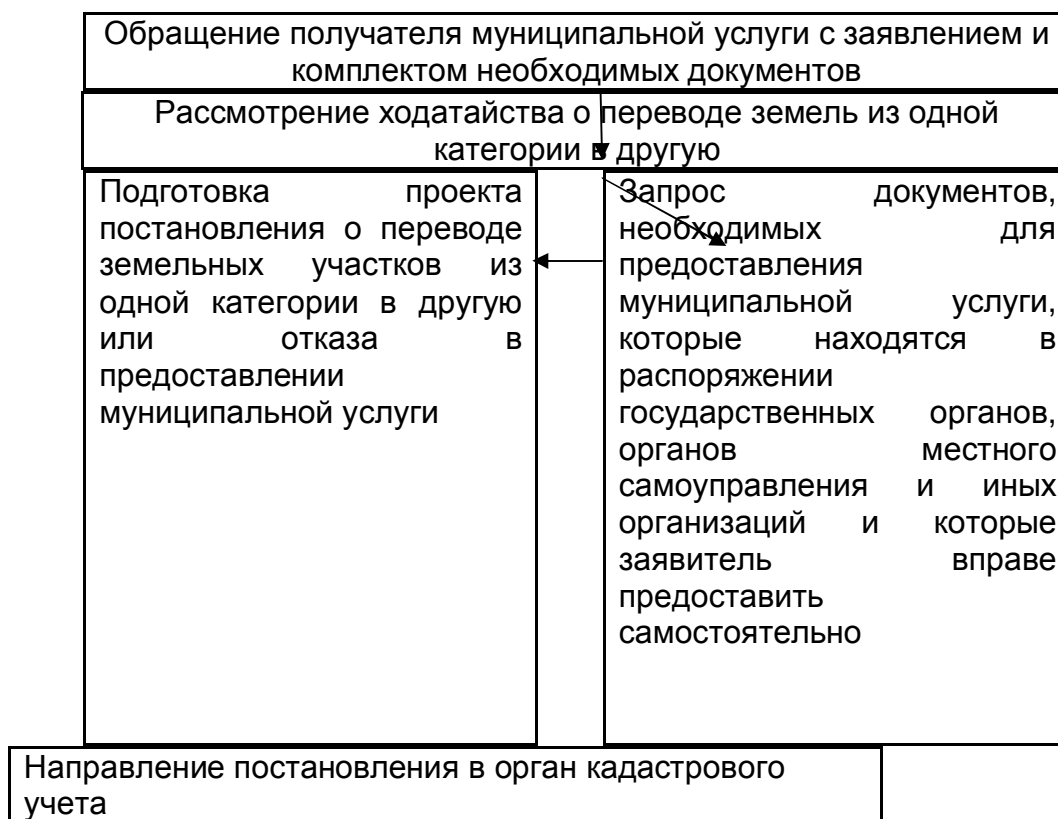 Обращение получателя муниципальной услуги с заявлением и
комплектом необходимых документов
Рассмотрение ходатайства о переводе земель из одной
категории в другую
Подготовка проекта
постановления о переводе
земельных участков из
одной категории в другую
или отказа в
предоставлении
муниципальной услуги
Запрос документов,
необходимых для
предоставления
муниципальной услуги,
которые находятся в
распоряжении
государственных органов,
органов местного
самоуправления и иных
организаций и которые
заявитель вправе
предоставить
самостоятельно
Направление постановления в орган кадастрового
учета